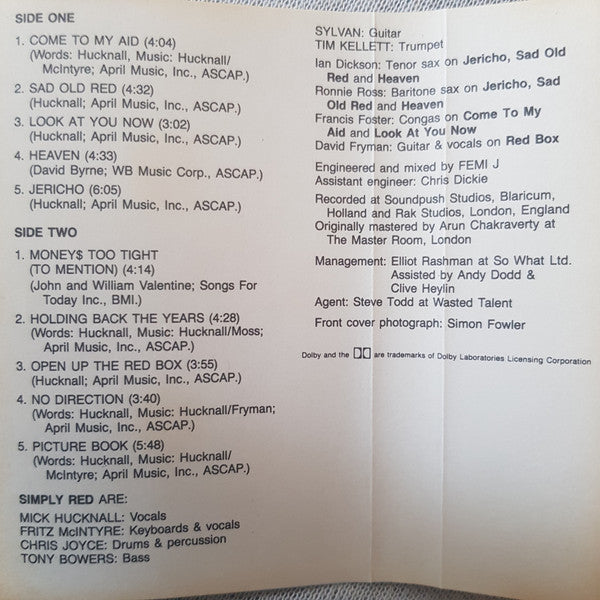 SIDE ONE
1. COME TO MY AID (4:04)
(Words: Hucknall, Music: Hucknall/
McIntyre; April Music, Inc., ASCAP.)
2. SAD OLD RED (4:32)
(Hucknall; April Music, Inc., ASCAP.)
3. LOOK AT YOU NOW (3:02)
(Hucknall; April Music, Inc., ASCAP.)
4. HEAVEN (4:33)
(David Byrne; WB Music Corp., ASCAP.)
5. JERICHO (6:05)
(Hucknall; April Music, Inc., ASCAP.)
SIDE TWO
1. MONEY$ TOO TIGHT
(TO MENTION) (4:14)
(John and William Valentine; Songs For
Today Inc., BMI.)
2. HOLDING BACK THE YEARS (4:28)
(Words: Hucknall, Music: Hucknall/Moss;
April Music, Inc., ASCAP.)
3. OPEN UP THE RED BOX (3:55)
(Hucknall; April Music, Inc., ASCAP.)
4. NO DIRECTION (3:40)
(Words: Hucknall, Music: Hucknall/Fryman;
April Music, Inc., ASCAP.)
5. PICTURE BOOK (5:48)
(Words: Hucknall, Music: Hucknall/
McIntyre; April Music, Inc., ASCAP.)
SIMPLY RED ARE:
MICK HUCKNALL: Vocals
FRITZ McINTYRE: Keyboards & vocals
CHRIS JOYCE: Drums & percussion
TONY BOWERS: Bass
SYLVAN: Guitar
TIM KELLETT: Trumpet
Ian Dickson: Tenor sax on Jericho, Sad Old
Red and Heaven
Ronnie Ross: Baritone sax on Jericho, Sad
Old Red and Heaven
Francis Foster: Congas on Come To My
Aid and Look At You Now
David Fryman: Guitar & vocals on Red Box
Engineered and mixed by FEMI J
Assistant engineer: Chris Dickie
Recorded at Soundpush Studios, Blaricum,
Holland and Rak Studios, London, England
Originally mastered by Arun Chakraverty at
The Master Room, London
Management: Elliot Rashman at So What Ltd.
Assisted by Andy Dodd &
Clive Heylin
Agent: Steve Todd at Wasted Talent
Front cover photograph: Simon Fowler
Dolby and the DD are trademarks of Dolby Laboratories Licensing Corporation